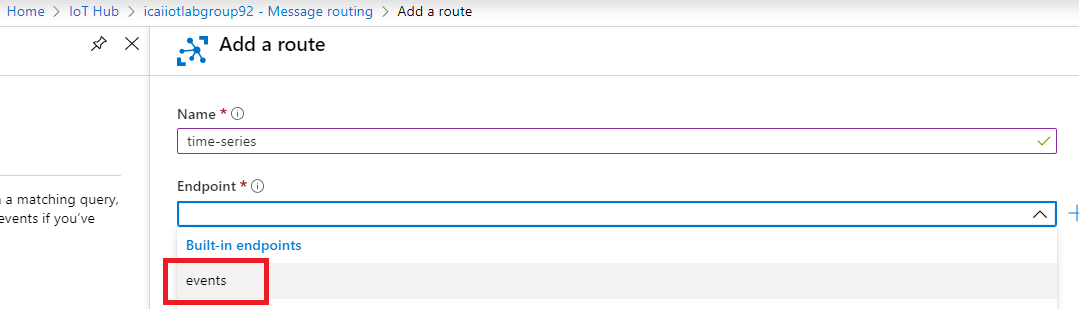 Home > IoT Hub > icaiiotlabgroup92 - Message routing > Add a route
Add a route
a matching query,
events if you've
Name *
time-series
Endpoint *
Built-in endpoints
events